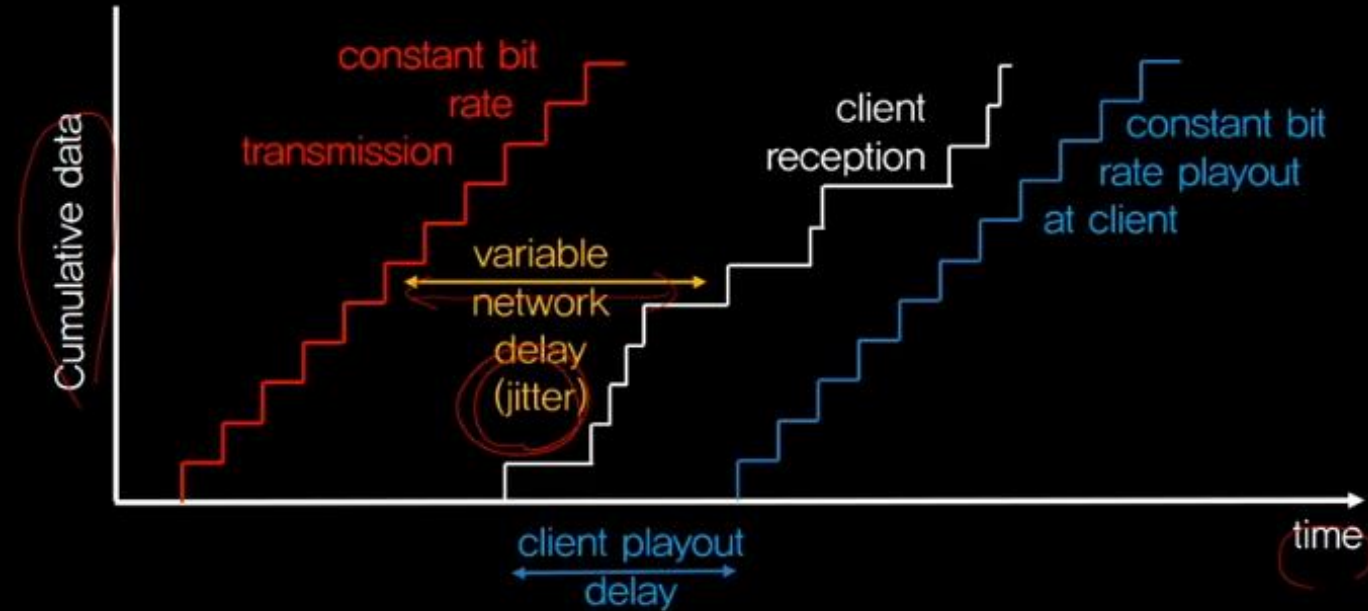 constant bit
rate
transmission
Cumulative data
variable
network
delay
(jitter)
client
reception
constant bit
rate playout
at client
client playout
delay
time